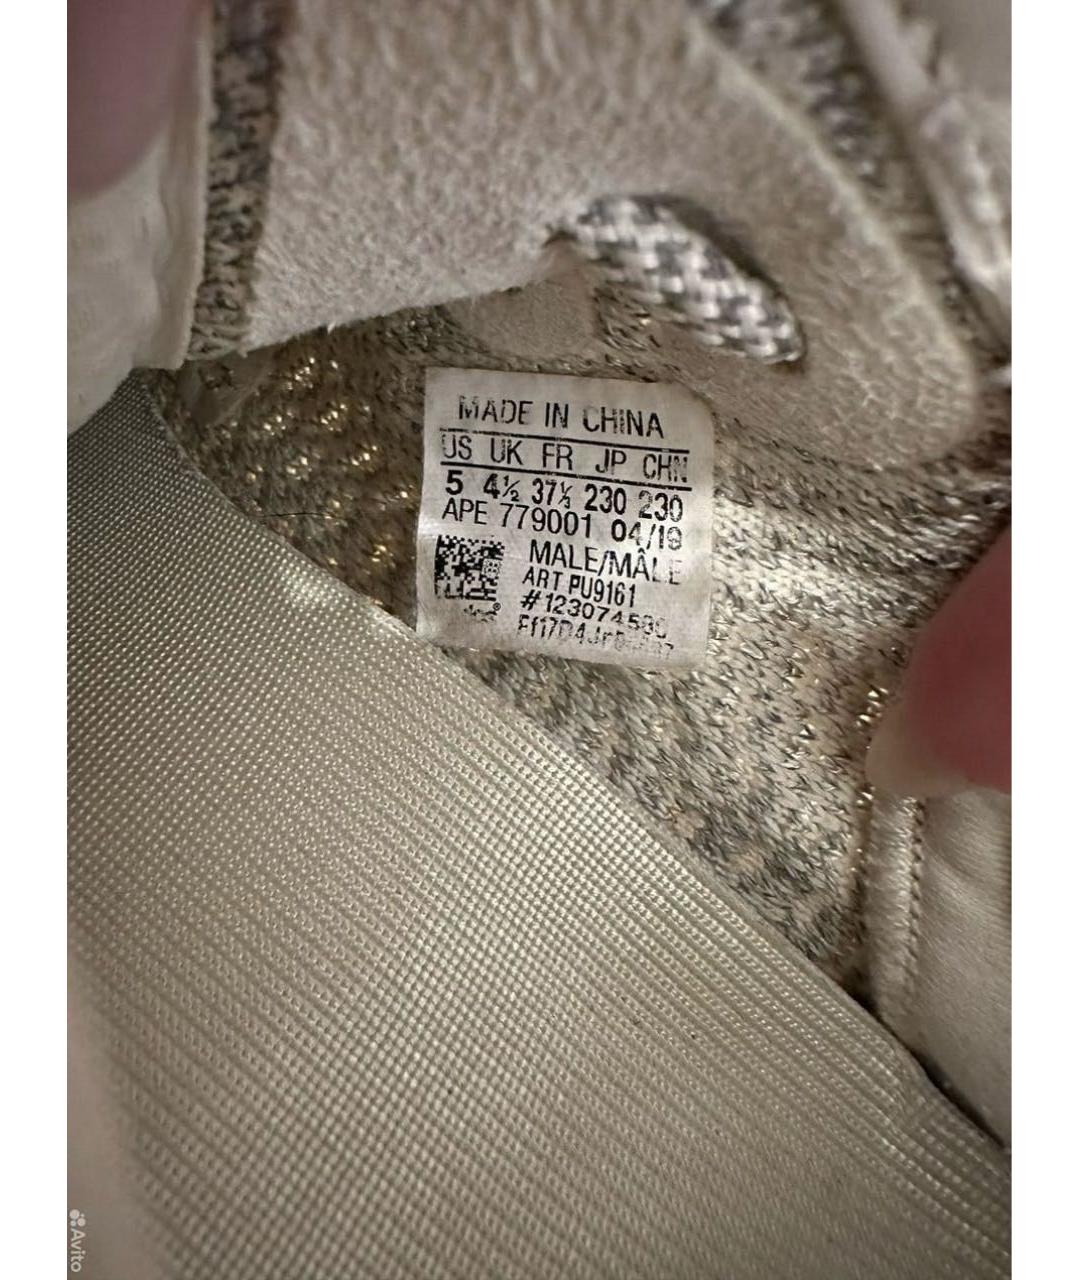 MADE IN CHINA
US UK FR JP CHN
5 4½ 37⅓ 230 230
APE 779001 04/19
MALE/MÂLE
ART PU9161
Avito